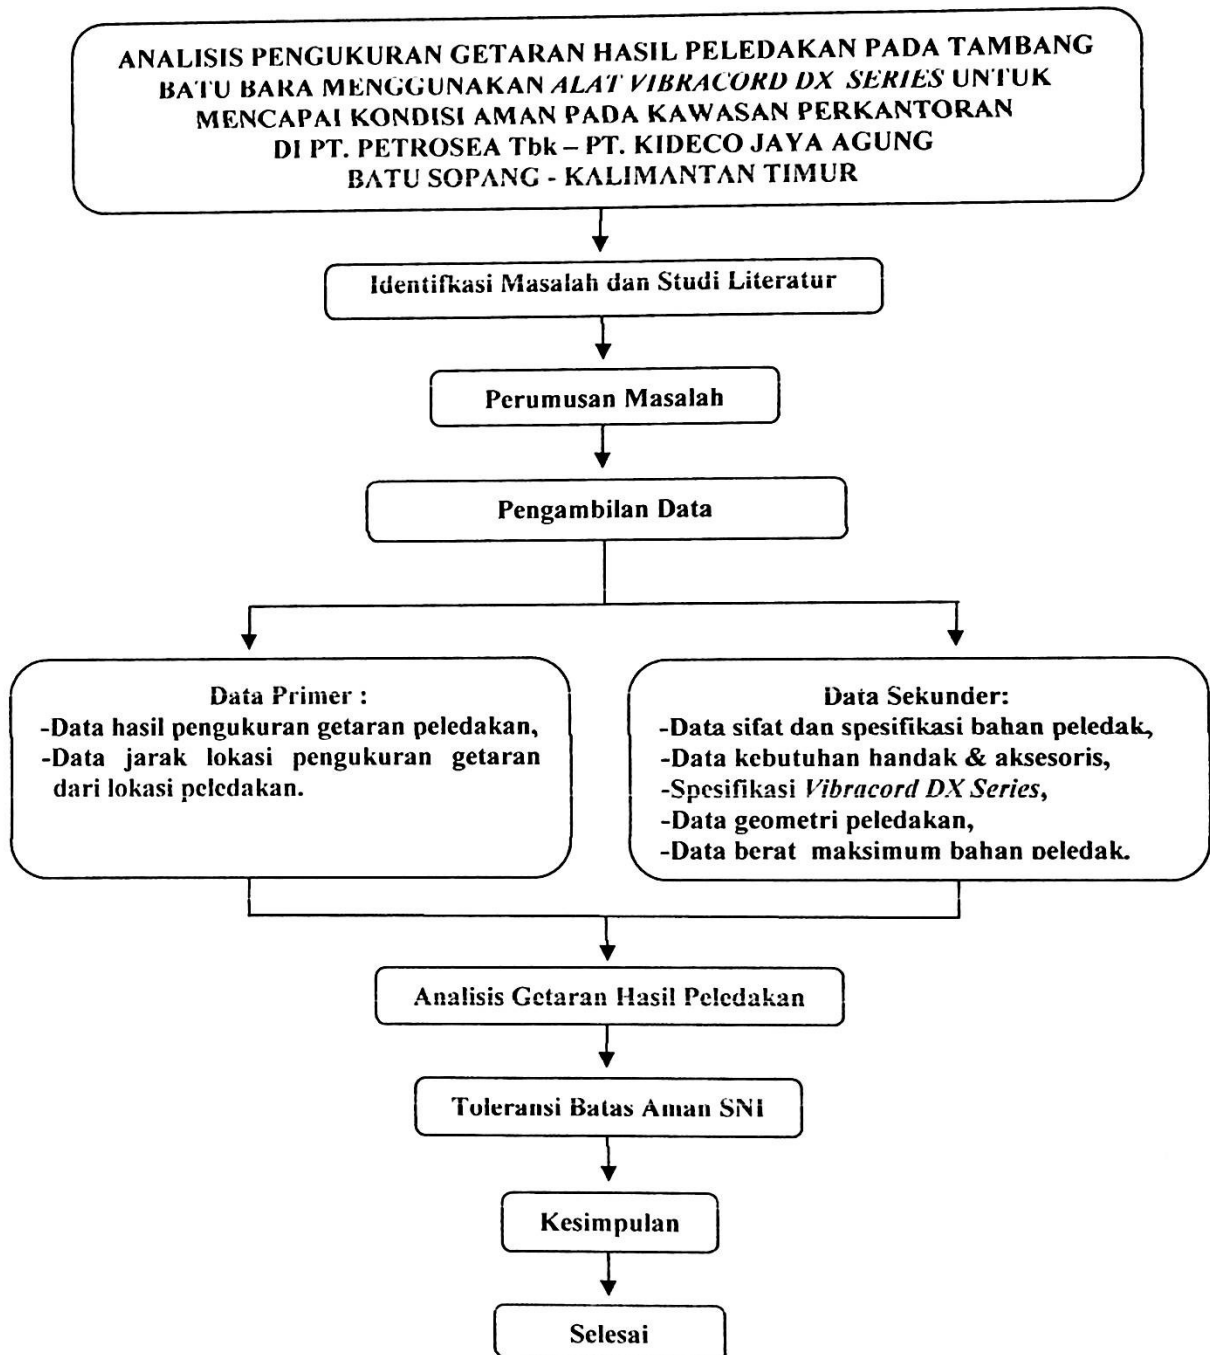 ANALISIS PENGUKURAN GETARAN HASIL PELEDAKAN PADA TAMBANG
BATU BARA MENGGUNAKAN ALAT VIBRACORD DX SERIES UNTUK
MENCAPAI KONDISI AMAN PADA KAWASAN PERKANTORAN
DI PT. PETROSEA Tbk – PT. KIDECO JAYA AGUNG
BATU SOPANG - KALIMANTAN TIMUR
Identifkasi Masalah dan Studi Literatur
Perumusan Masalah
Pengambilan Data
Data Primer :
-Data hasil pengukuran getaran peledakan,
-Data jarak lokasi pengukuran getaran
dari lokasi peledakan.
Data Sekunder:
-Data sifat dan spesifikasi bahan peledak,
-Data kebutuhan handak & aksesoris,
-Spesifikasi Vibracord DX Series,
-Data geometri peledakan,
-Data berat maksimum bahan peledak.
Analisis Getaran Hasil Peledakan
Toleransi Batas Aman SNI
Kesimpulan
Selesai